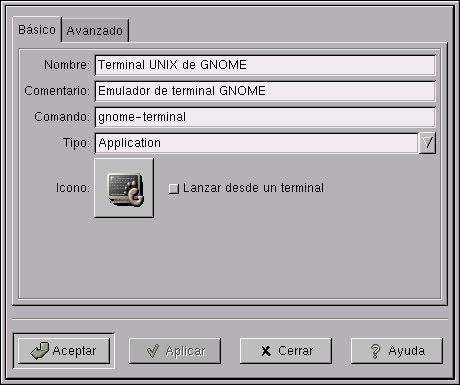 Básico Avanzado
Nombre: Terminal UNIX de GNOME
Comentario: Emulador de terminal GNOME
Comando: gnome-terminal
Tipo: Application
Icono: Lanzar desde un terminal
Aceptar Aplicar Cerrar Ayuda